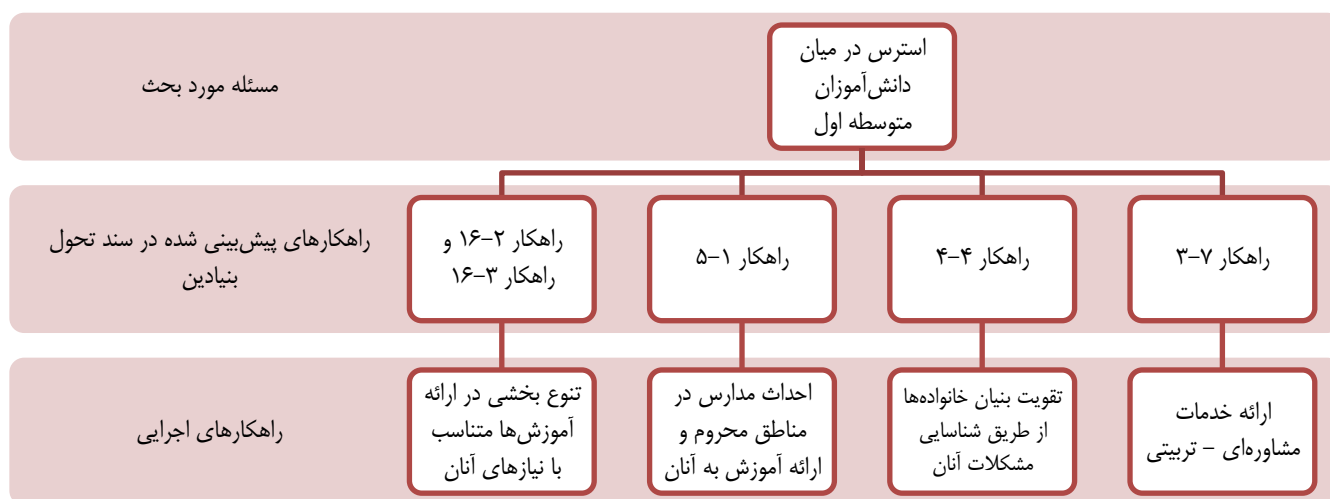 مسئله مورد بحث
استرس در میان
دانش‌آموزان
متوسطه اول
راهکارهای پیش‌بینی شده در سند تحول
بنیادین
راهکار ۷–۳
راهکار ۴–۴
راهکار ۱–۵
راهکار ۲–۱۶ و
راهکار ۳–۱۶
راهکارهای اجرایی
ارائه خدمات
مشاوره‌ای – تربیتی
تقویت بنیان خانواده‌ها
از طریق شناسایی
مشکلات آنان
احداث مدارس در
مناطق محروم و
ارائه آموزش به آنان
تنوع بخشی در ارائه
آموزش‌ها متناسب
با نیازهای آنان